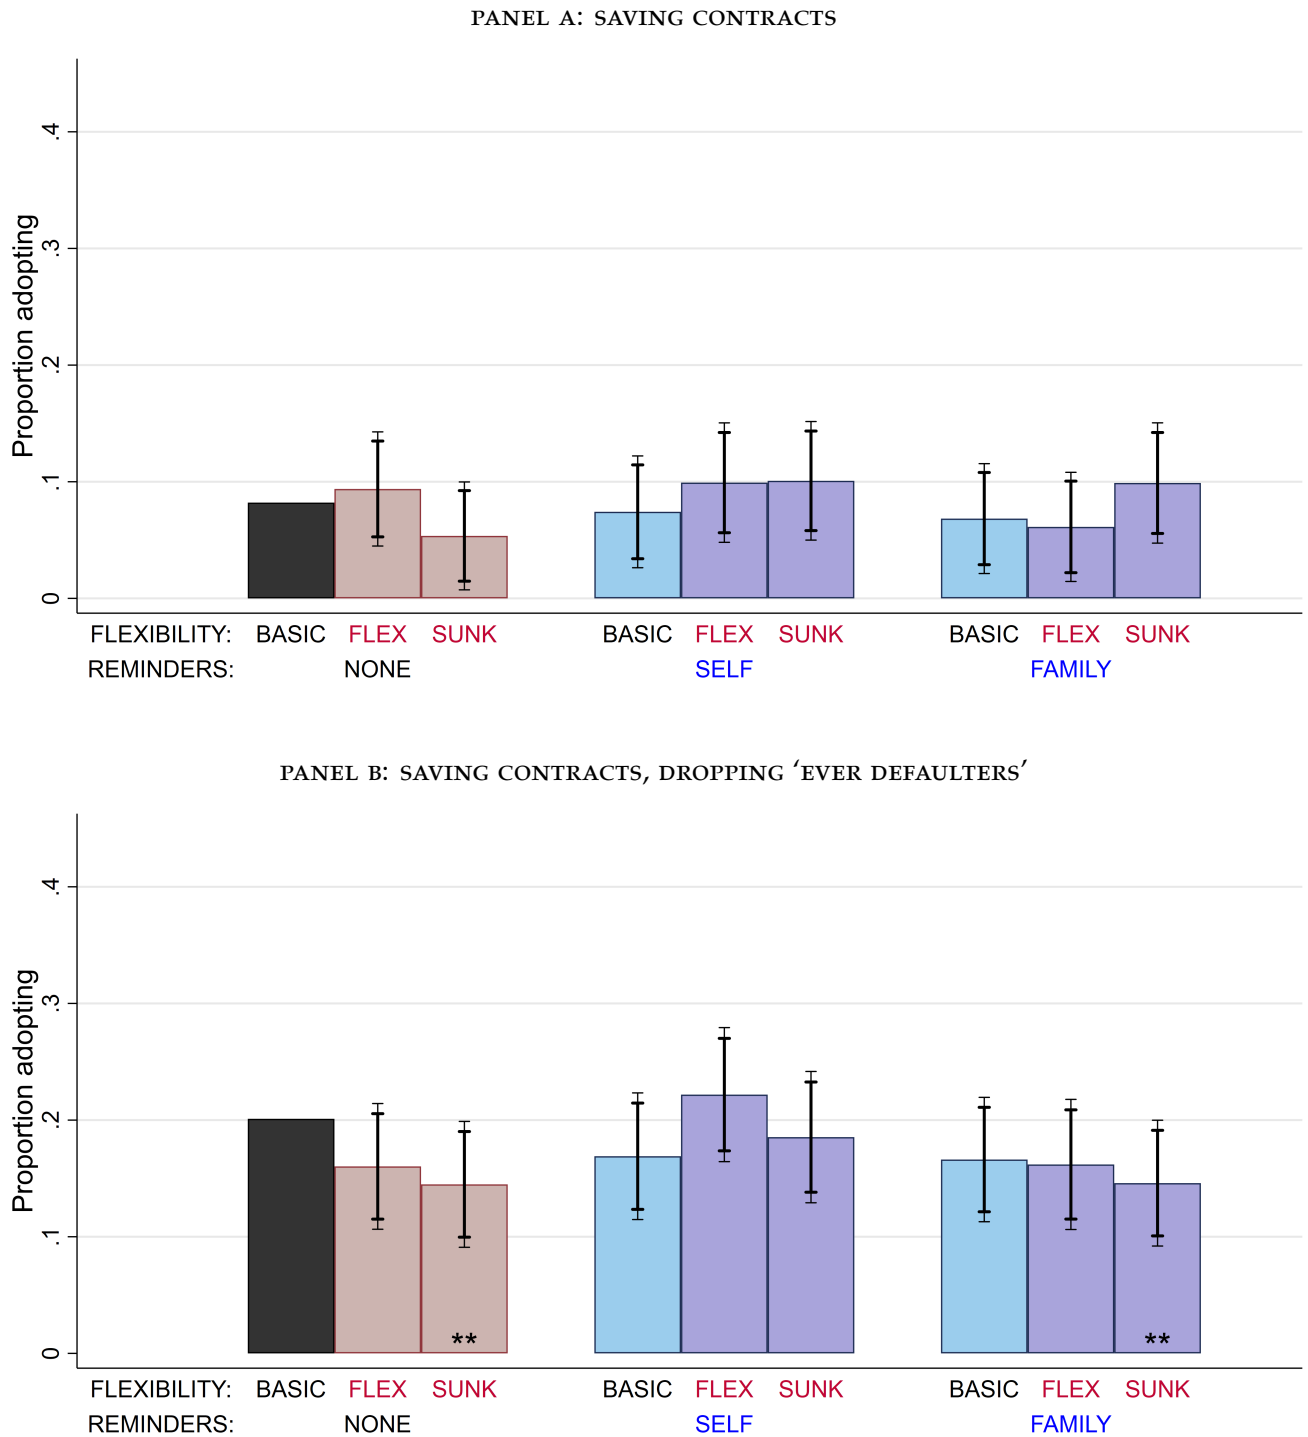 PANEL A: SAVING CONTRACTS
Proportion adopting
.4
.3
.2
.1
0
FLEXIBILITY: BASIC FLEX SUNK BASIC FLEX SUNK BASIC FLEX SUNK
REMINDERS: NONE SELF FAMILY
PANEL B: SAVING CONTRACTS, DROPPING ‘EVER DEFAULTERS’
Proportion adopting
.4
.3
.2
.1
0
** **
FLEXIBILITY: BASIC FLEX SUNK BASIC FLEX SUNK BASIC FLEX SUNK
REMINDERS: NONE SELF FAMILY